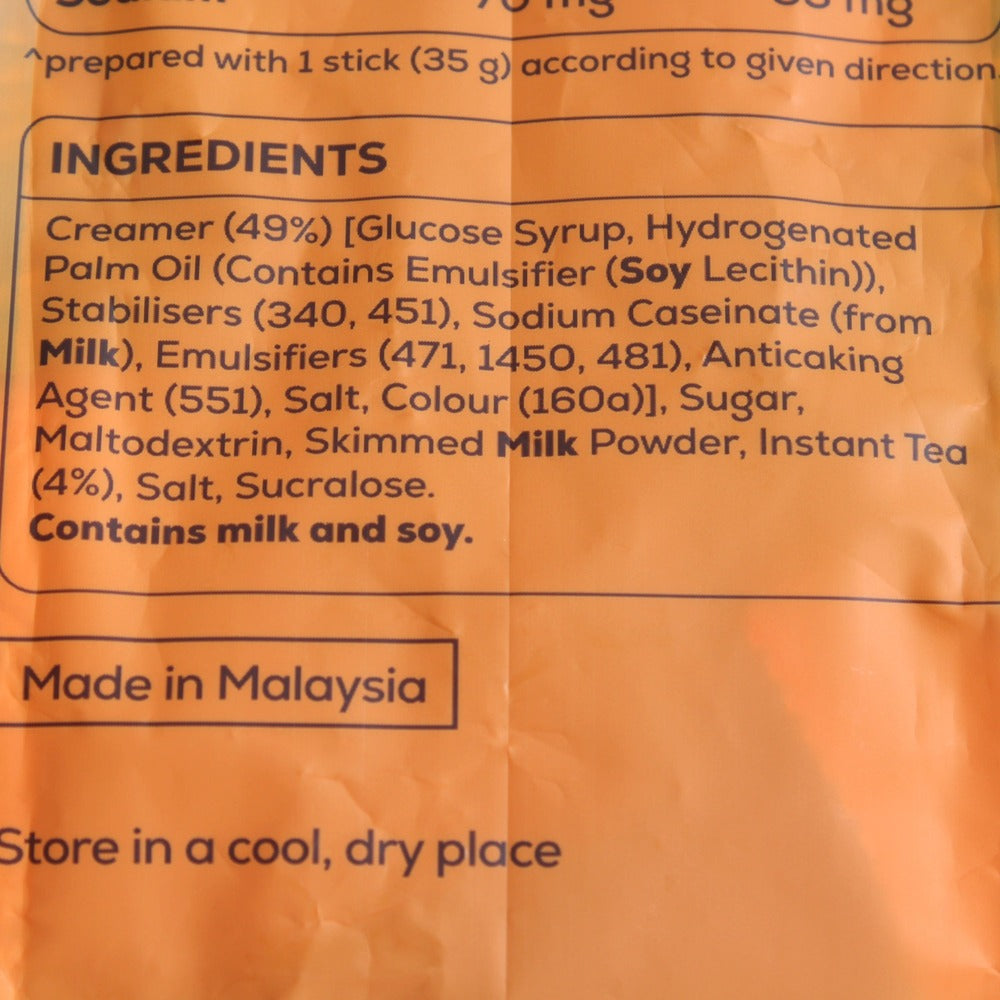 ^prepared with 1 stick (35 g) according to given direction
INGREDIENTS
Creamer (49%) [Glucose Syrup, Hydrogenated
Palm Oil (Contains Emulsifier (Soy Lecithin)),
Stabilisers (340, 451), Sodium Caseinate (from
Milk), Emulsifiers (471, 1450, 481), Anticaking
Agent (551), Salt, Colour (160a)], Sugar,
Maltodextrin, Skimmed Milk Powder, Instant Tea
(4%), Salt, Sucralose.
Contains milk and soy.
Made in Malaysia
Store in a cool, dry place